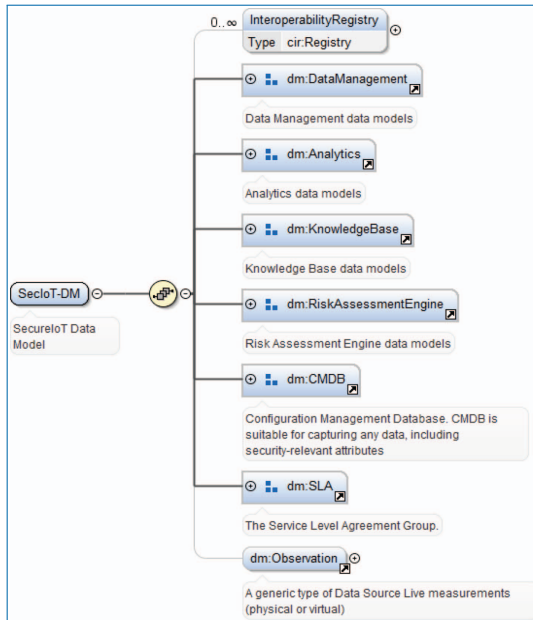 0..∞
InteroperabilityRegistry
Type cir:Registry
dm:DataManagement
Data Management data models
dm:Analytics
Analytics data models
dm:KnowledgeBase
Knowledge Base data models
SecIoT-DM
SecureIoT Data
Model
dm:RiskAssessmentEngine
Risk Assessment Engine data models
dm:CMDB
Configuration Management Database. CMDB is
suitable for capturing any data, including
security-relevant attributes
dm:SLA
The Service Level Agreement Group.
dm:Observation
A generic type of Data Source Live measurements
(physical or virtual)